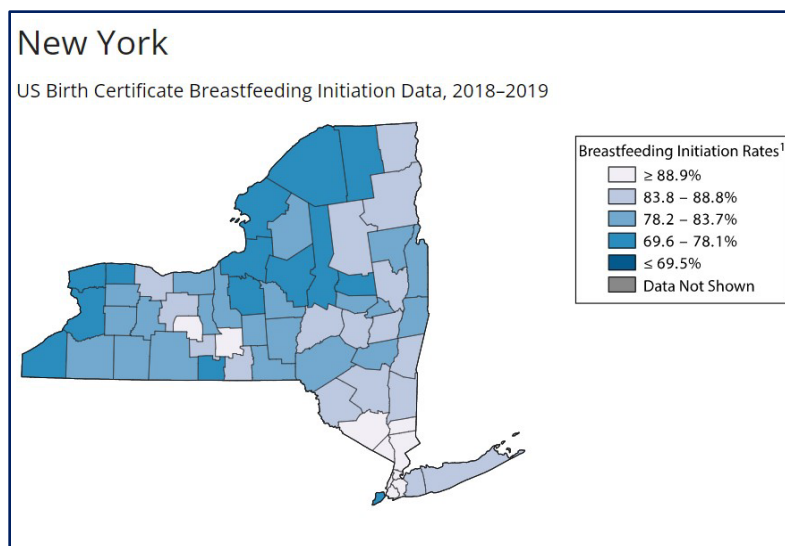 New York
US Birth Certificate Breastfeeding Initiation Data, 2018–2019
Breastfeeding Initiation Rates¹
≥ 88.9%
83.8 – 88.8%
78.2 – 83.7%
69.6 – 78.1%
≤ 69.5%
Data Not Shown